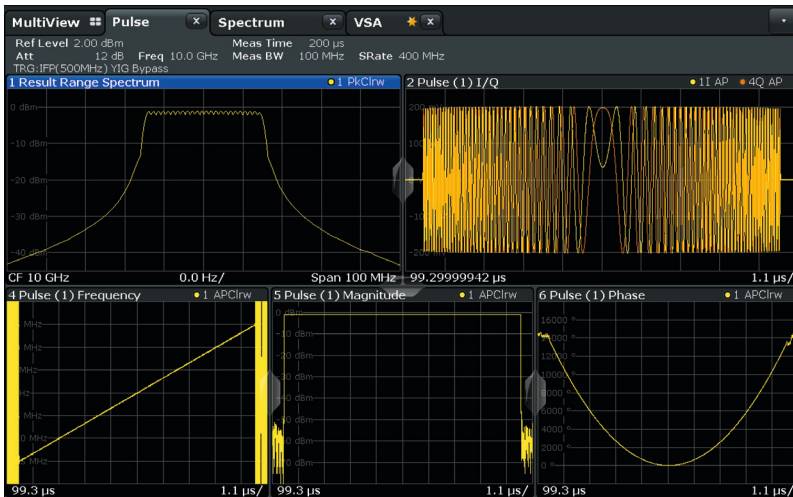 MultiView Pulse X Spectrum X VSA X
Ref Level 2.00 dBm Meas Time 200 µs
Att 12 dB Freq 10.0 GHz Meas BW 100 MHz SRate 400 MHz
TRG:IFP(500MHz) YIG Bypass
1 Result Range Spectrum 1 PkClrw
0 dBm
-10 dBm
-20 dBm
-30 dBm
-40 dBm
CF 10 GHz 0.0 Hz/ Span 100 MHz
2 Pulse (1) I/Q 1I AP 4Q AP
200 mV
99.29999942 µs 1.1 µs/
4 Pulse (1) Frequency 1 APClrw
99.3 µs 1.1 µs/
5 Pulse (1) Magnitude 1 APClrw
0 dBm
99.3 µs 1.1 µs/
6 Pulse (1) Phase 1 APClrw
16000 °
2000 °
0 °
99.3 µs 1.1 µs/